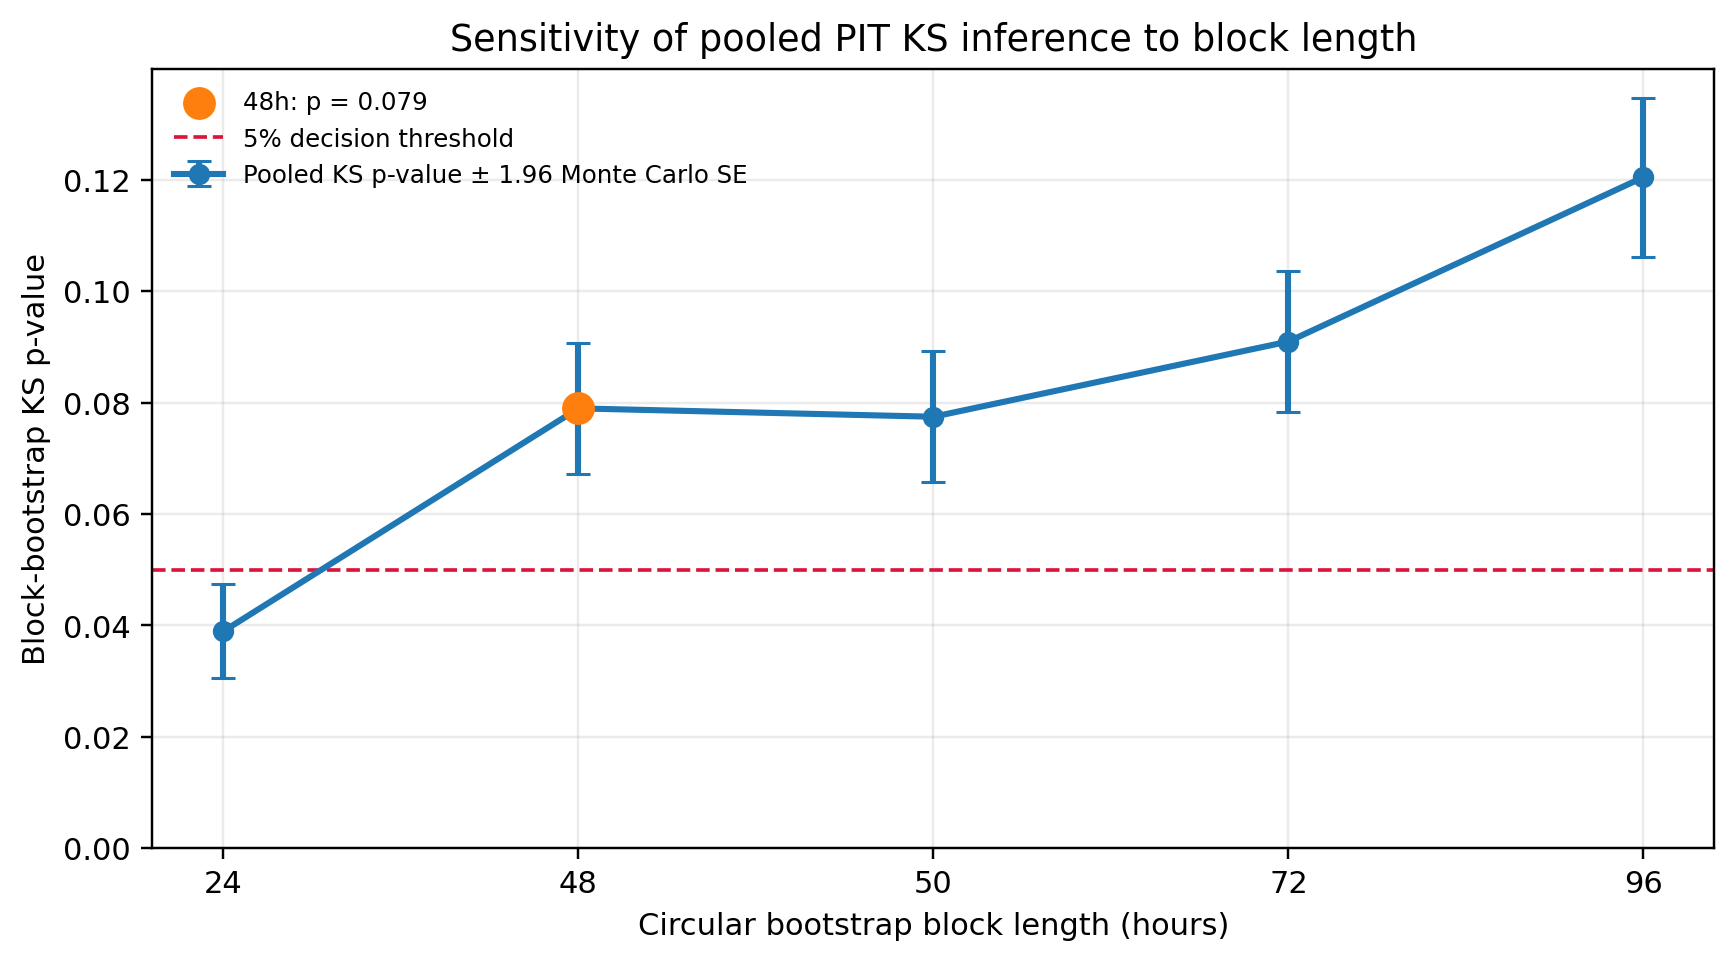 Sensitivity of pooled PIT KS inference to block length
48h: p = 0.079
5% decision threshold
Pooled KS p-value ± 1.96 Monte Carlo SE
Block-bootstrap KS p-value
0.12
0.10
0.08
0.06
0.04
0.02
0.00
24 48 50 72 96
Circular bootstrap block length (hours)